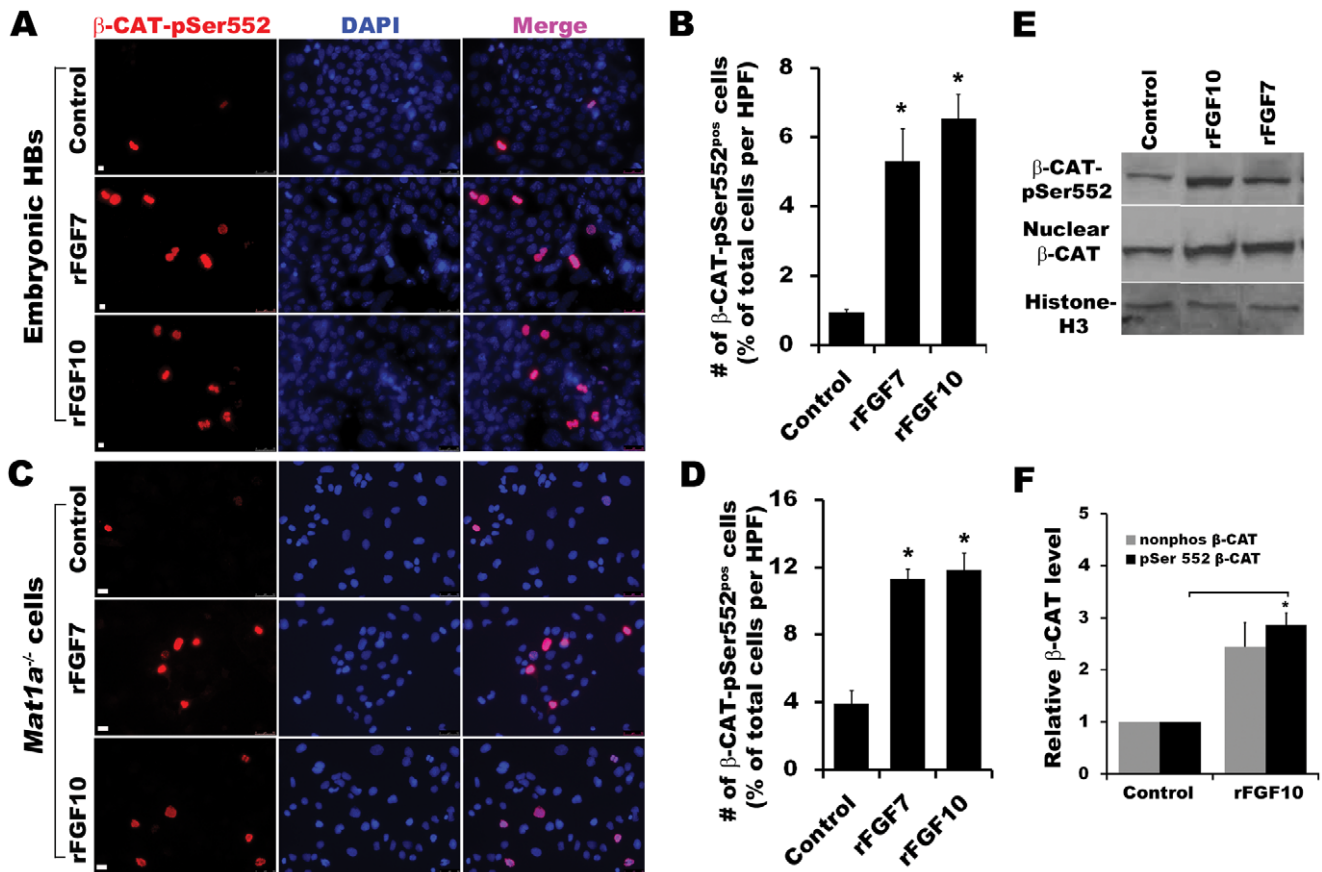 A
β-CAT-pSer552 DAPI Merge
Embryonic HBs
Control
rFGF7
rFGF10
B
# of β-CAT-pSer552pos cells
(% of total cells per HPF)
8
6
4
2
0
*
*
Control
rFGF7
rFGF10
C
Mat1a-/- cells
Control
rFGF7
rFGF10
D
# of β-CAT-pSer552pos cells
(% of total cells per HPF)
16
12
8
4
0
*
*
Control
rFGF7
rFGF10
E
Control
rFGF10
rFGF7
β-CAT-
pSer552
Nuclear
β-CAT
Histone-
H3
F
Relative β-CAT level
5
4
3
2
1
0
nonphos β-CAT
pSer 552 β-CAT
*
Control rFGF10